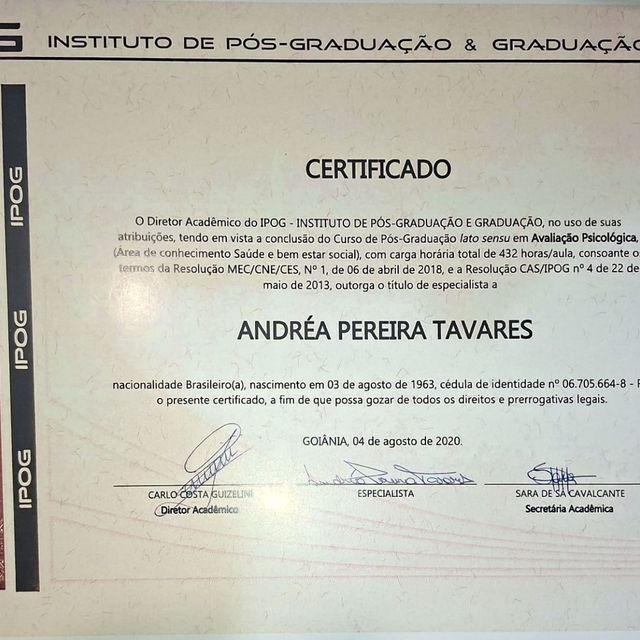 INSTITUTO DE PÓS-GRADUAÇÃO & GRADUAÇÃO
IPOG
IPOG
IPOG
CERTIFICADO
O Diretor Acadêmico do IPOG - INSTITUTO DE PÓS-GRADUAÇÃO E GRADUAÇÃO, no uso de suas
atribuições, tendo em vista a conclusão do Curso de Pós-Graduação lato sensu em Avaliação Psicológica,
(Área de conhecimento Saúde e bem estar social), com carga horária total de 432 horas/aula, consoante os
termos da Resolução MEC/CNE/CES, Nº 1, de 06 de abril de 2018, e a Resolução CAS/IPOG nº 4 de 22 de
maio de 2013, outorga o título de especialista a
ANDRÉA PEREIRA TAVARES
nacionalidade Brasileiro(a), nascimento em 03 de agosto de 1963, cédula de identidade nº 06.705.664-8 -
o presente certificado, a fim de que possa gozar de todos os direitos e prerrogativas legais.
GOIÂNIA, 04 de agosto de 2020.
CARLO COSTA GUIZELINI ESPECIALISTA SARA DE SÁ CAVALCANTE
Diretor Acadêmico Secretária Acadêmica